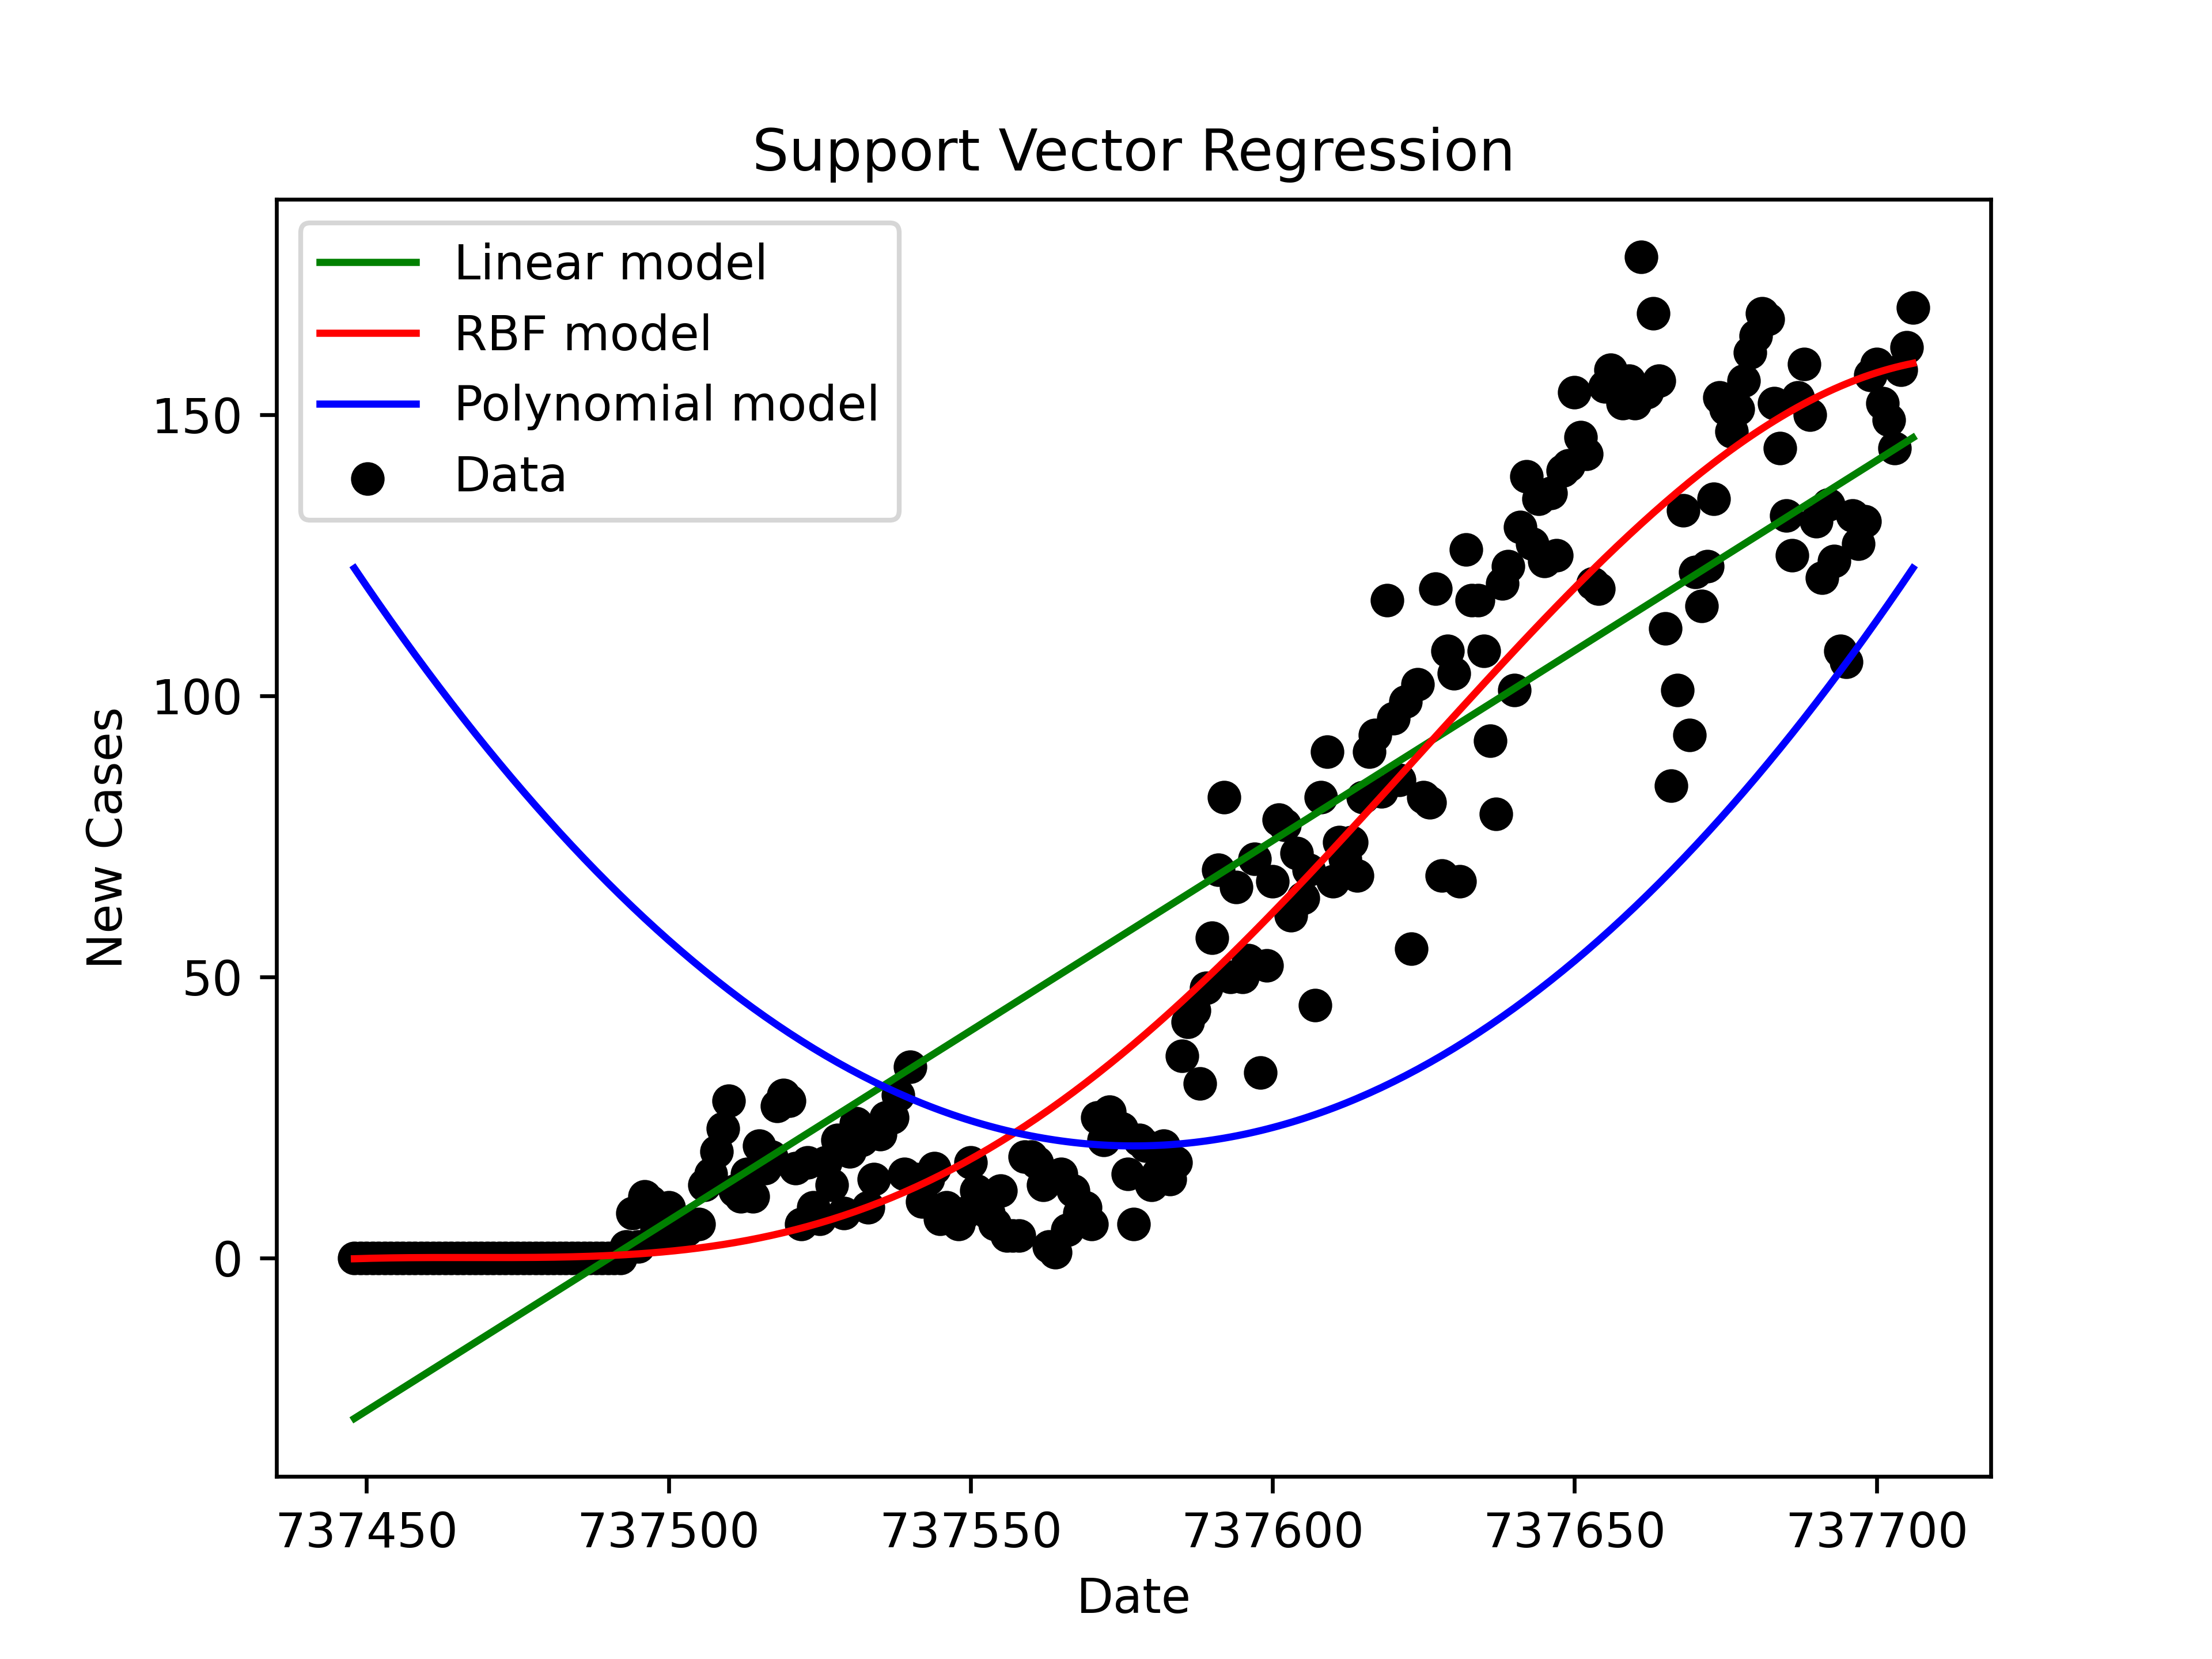 Support Vector Regression
Linear model
RBF model
Polynomial model
Data
New Cases
150
100
50
0
737450 737500 737550 737600 737650 737700
Date